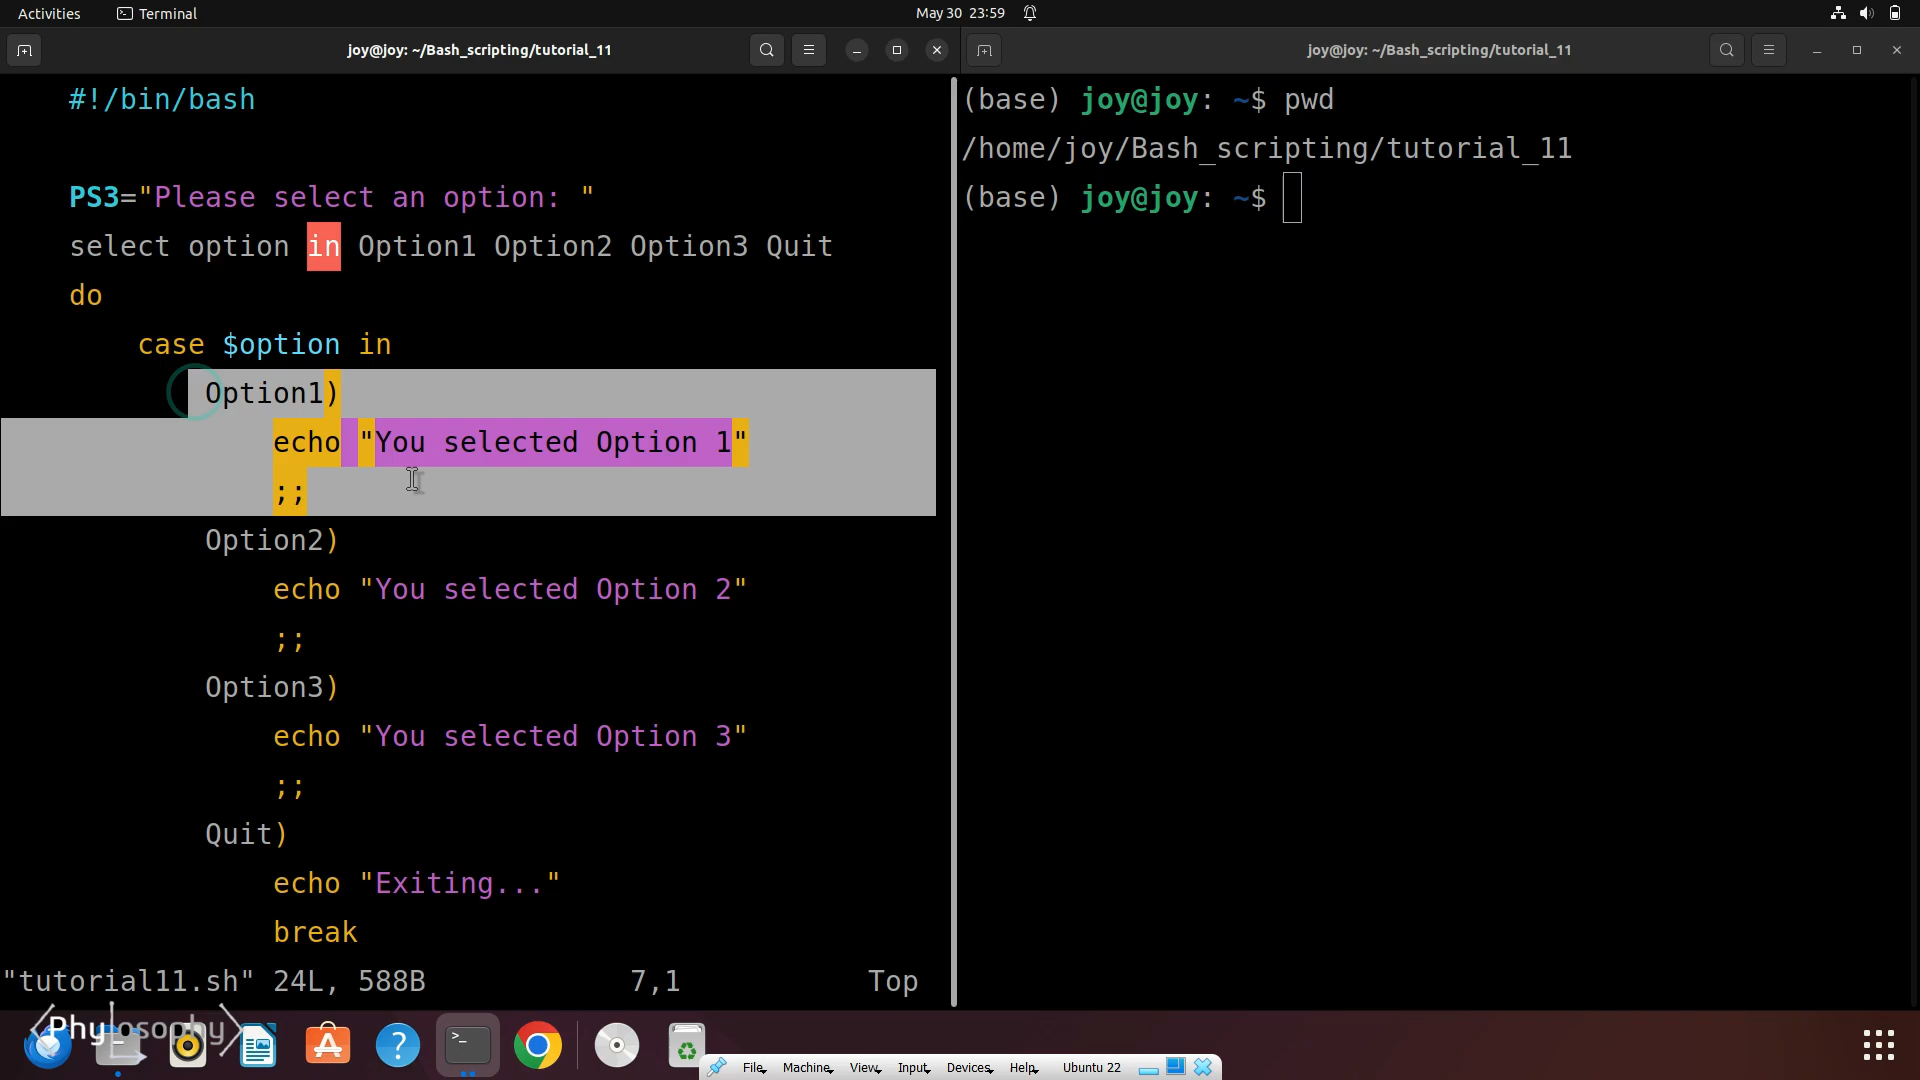 Activities Terminal May 30 23:59
joy@joy: ~/Bash_scripting/tutorial_11
joy@joy: ~/Bash_scripting/tutorial_11
#!/bin/bash
PS3="Please select an option: "
select option in Option1 Option2 Option3 Quit
do
case $option in
Option1)
echo "You selected Option 1"
;;
Option2)
echo "You selected Option 2"
;;
Option3)
echo "You selected Option 3"
;;
Quit)
echo "Exiting..."
break
"tutorial11.sh" 24L, 588B 7,1 Top
(base) joy@joy: ~$ pwd
/home/joy/Bash_scripting/tutorial_11
(base) joy@joy: ~$
Phylosophy
File Machine View Input Devices Help Ubuntu 22